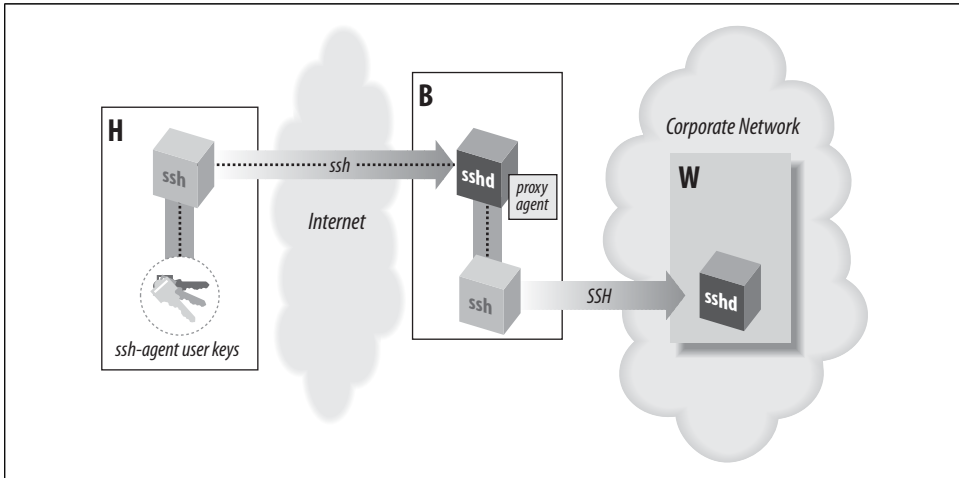 H
ssh
ssh-agent user keys
ssh
Internet
B
sshd
proxy
agent
ssh
SSH
Corporate Network
W
sshd